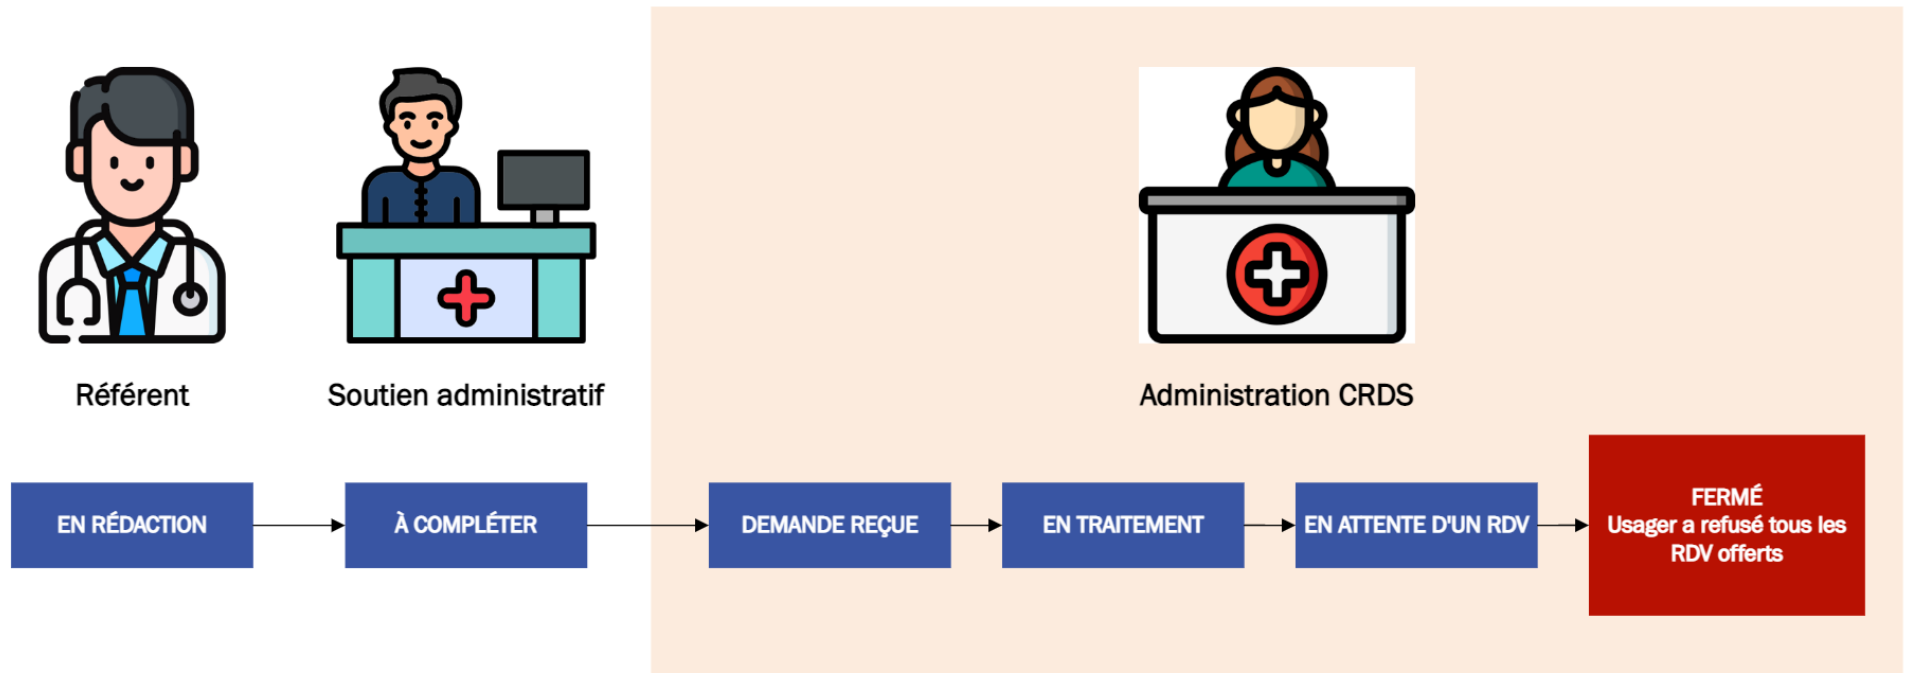 Référent
Soutien administratif
Administration CRDS
EN RÉDACTION
À COMPLÉTER
DEMANDE REÇUE
EN TRAITEMENT
EN ATTENTE D'UN RDV
FERMÉ
Usager a refusé tous les
RDV offerts